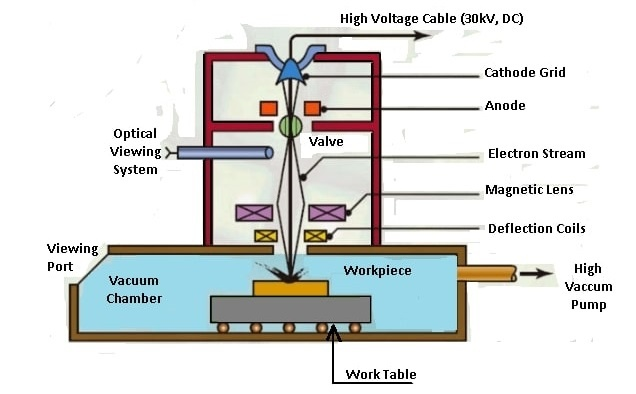 High Voltage Cable (30kV, DC)
Cathode Grid
Anode
Optical
Viewing
System
Valve
Electron Stream
Magnetic Lens
Deflection Coils
Viewing
Port
Vacuum
Chamber
Workpiece
High
Vaccum
Pump
Work Table